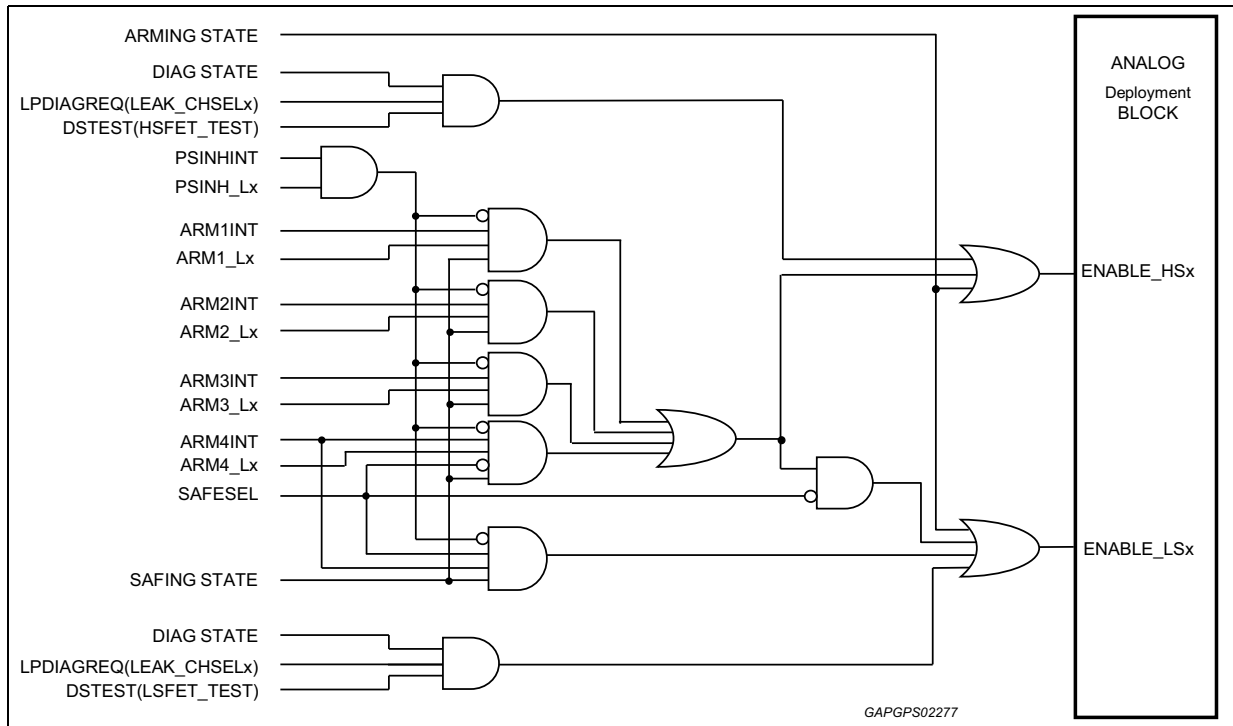 ARMING STATE
DIAG STATE
LPDIAGREQ(LEAK_CHSELx)
DSTEST(HSFET_TEST)
PSINHINT
PSINH_Lx
ARM1INT
ARM1_Lx
ARM2INT
ARM2_Lx
ARM3INT
ARM3_Lx
ARM4INT
ARM4_Lx
SAFESEL
SAFING STATE
DIAG STATE
LPDIAGREQ(LEAK_CHSELx)
DSTEST(LSFET_TEST)
ANALOG
Deployment
BLOCK
ENABLE_HSx
ENABLE_LSx
GAPGPS02277